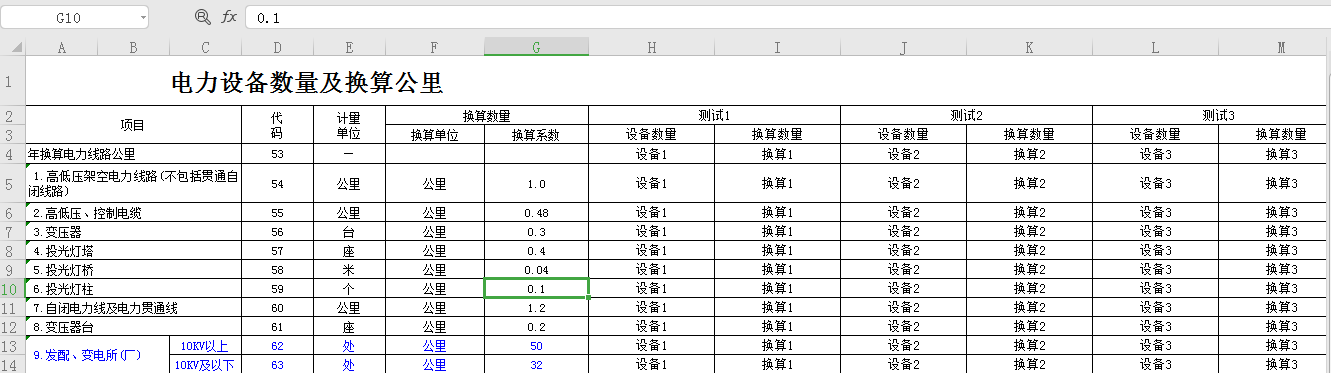 G10 fx 0.1
A B C D E F G H I J K L M
1 电力设备数量及换算公里
2 项目 代码 计量单位 换算数量 测试1 测试2 测试3
3 换算单位 换算系数 设备数量 换算数量 设备数量 换算数量 设备数量 换算数量
4 年换算电力线路公里 53 — 设备1 换算1 设备2 换算2 设备3 换算3
5 1.高低压架空电力线路(不包括贯通自
闭线路) 54 公里 公里 1.0 设备1 换算1 设备2 换算2 设备3 换算3
6 2.高低压、控制电缆 55 公里 公里 0.48 设备1 换算1 设备2 换算2 设备3 换算3
7 3.变压器 56 台 公里 0.3 设备1 换算1 设备2 换算2 设备3 换算3
8 4.投光灯塔 57 座 公里 0.4 设备1 换算1 设备2 换算2 设备3 换算3
9 5.投光灯桥 58 米 公里 0.04 设备1 换算1 设备2 换算2 设备3 换算3
10 6.投光灯柱 59 个 公里 0.1 设备1 换算1 设备2 换算2 设备3 换算3
11 7.自闭电力线及电力贯通线 60 公里 公里 1.2 设备1 换算1 设备2 换算2 设备3 换算3
12 8.变压器台 61 座 公里 0.2 设备1 换算1 设备2 换算2 设备3 换算3
13 9.发配、变电所(厂) 10KV以上 62 处 公里 50 设备1 换算1 设备2 换算2 设备3 换算3
14 10KV及以下 63 处 公里 32 设备1 换算1 设备2 换算2 设备3 换算3